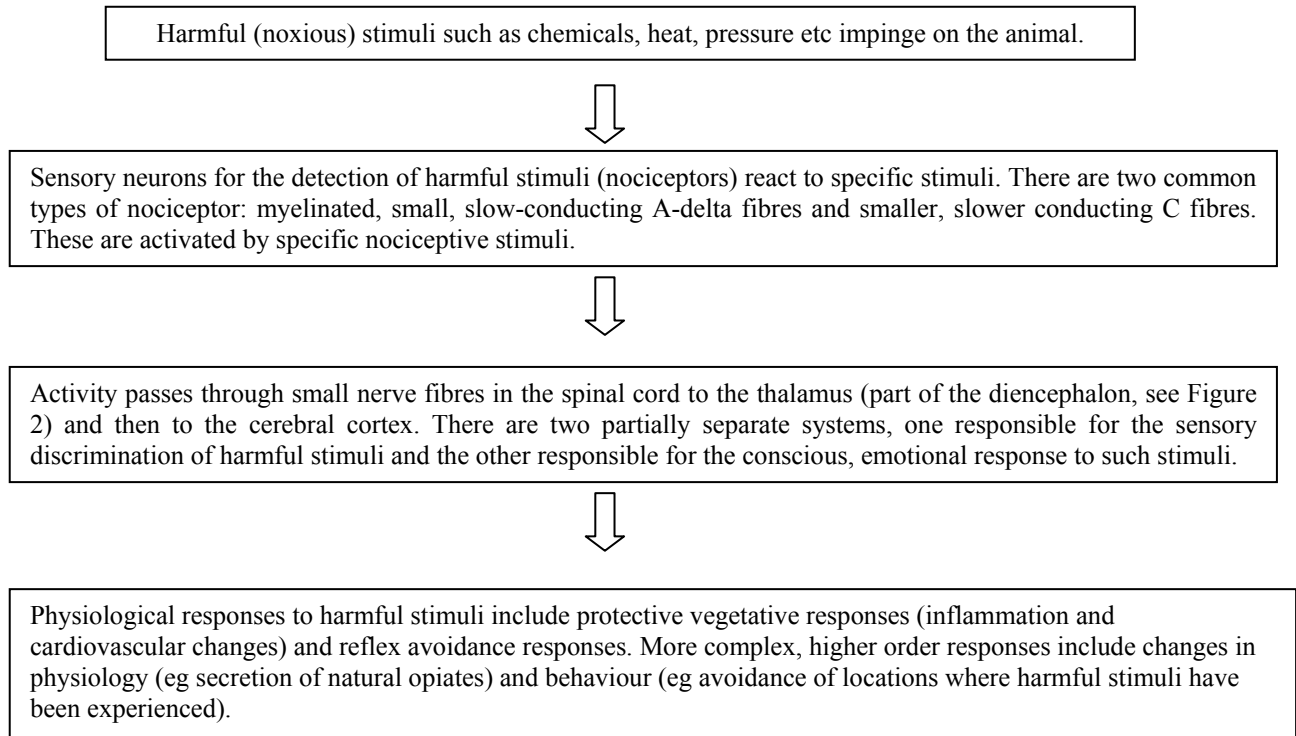 Harmful (noxious) stimuli such as chemicals, heat, pressure etc impinge on the animal.
Sensory neurons for the detection of harmful stimuli (nociceptors) react to specific stimuli. There are two common
types of nociceptor: myelinated, small, slow-conducting A-delta fibres and smaller, slower conducting C fibres.
These are activated by specific nociceptive stimuli.
Activity passes through small nerve fibres in the spinal cord to the thalamus (part of the diencephalon, see Figure
2) and then to the cerebral cortex. There are two partially separate systems, one responsible for the sensory
discrimination of harmful stimuli and the other responsible for the conscious, emotional response to such stimuli.
Physiological responses to harmful stimuli include protective vegetative responses (inflammation and
cardiovascular changes) and reflex avoidance responses. More complex, higher order responses include changes in
physiology (eg secretion of natural opiates) and behaviour (eg avoidance of locations where harmful stimuli have
been experienced).